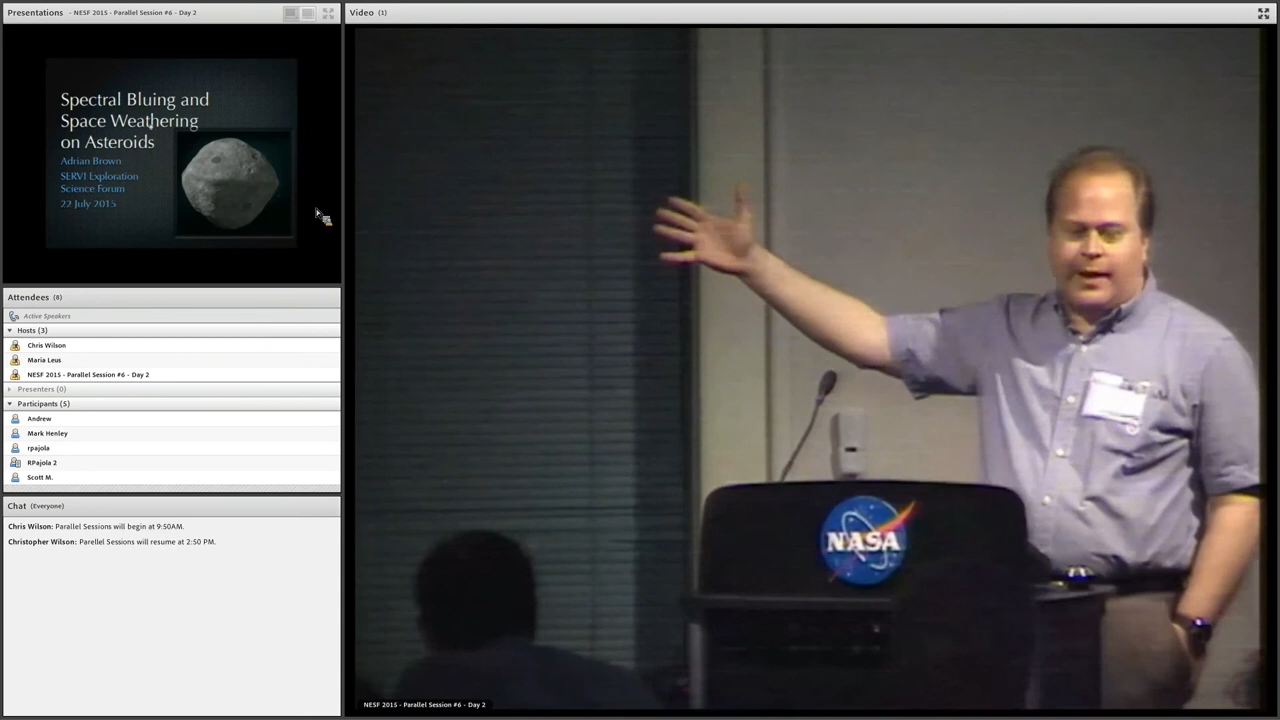 Presentations - NESF 2015 - Parallel Session #6 - Day 2
Spectral Bluing and
Space Weathering
on Asteroids
Adrian Brown
SERVI Exploration
Science Forum
22 July 2015
Attendees (8)
Active Speakers
Hosts (3)
Chris Wilson
Maria Leus
NESF 2015 - Parallel Session #6 - Day 2
Presenters (0)
Participants (5)
Andrew
Mark Henley
rpajola
RPajola 2
Scott M.
Chat (Everyone)
Chris Wilson: Parallel Sessions will begin at 9:50AM.
Christopher Wilson: Parellel Sessions will resume at 2:50 PM.
Video (1)
NASA
NESF 2015 - Parallel Session #6 - Day 2